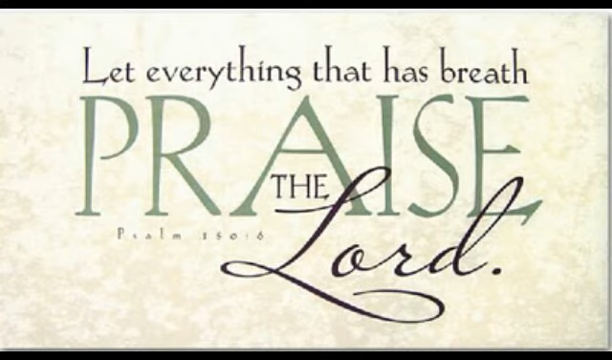 Let everything that has breath
PRAISE
THE
Lord.
Psalm 150:6